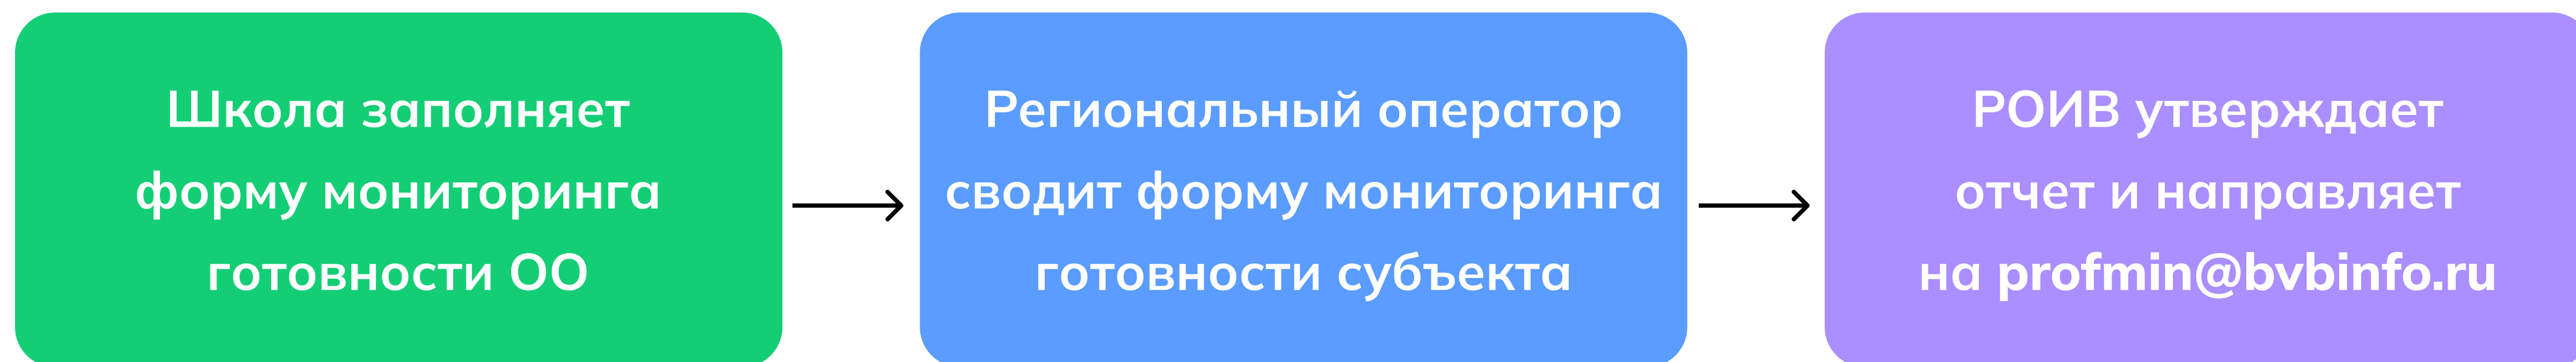 Школа заполняет
форму мониторинга
готовности ОО
Региональный оператор
сводит форму мониторинга
готовности субъекта
РОИВ утверждает
отчет и направляет
на profmin@bvbinfo.ru